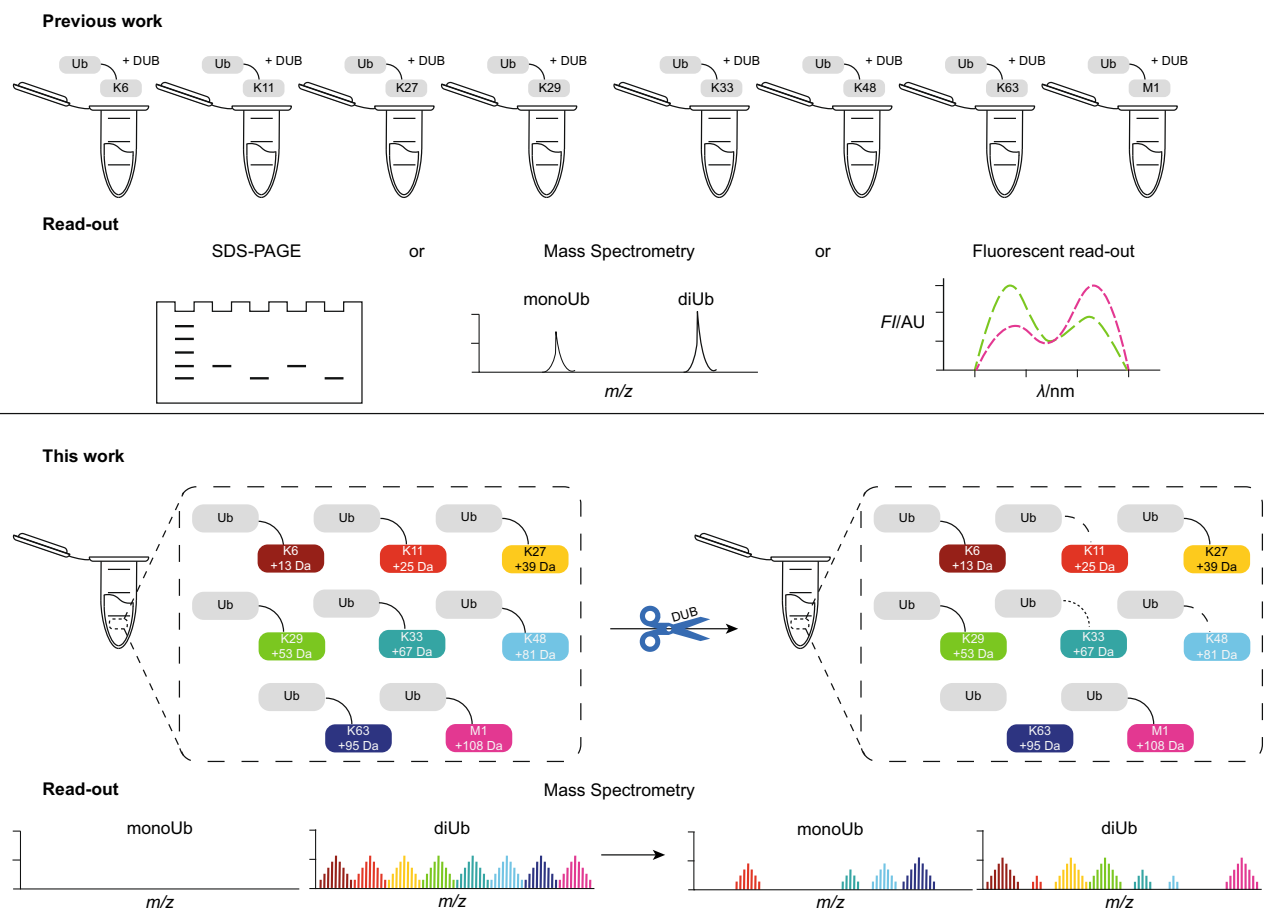 Previous work
Ub + DUB Ub + DUB Ub + DUB Ub + DUB Ub + DUB Ub + DUB Ub + DUB Ub + DUB
K6 K11 K27 K29 K33 K48 K63 M1
Read-out
SDS-PAGE or Mass Spectrometry or Fluorescent read-out
monoUb diUb
FI/AU
m/z
λ/nm
This work
Ub Ub Ub
K6 K11 K27
+13 Da +25 Da +39 Da
Ub Ub Ub
K29 K33 K48
+53 Da +67 Da +81 Da
Ub Ub
K63 M1
+95 Da +108 Da
DUB
Ub Ub Ub
K6 K11 K27
+13 Da +25 Da +39 Da
Ub Ub Ub
K29 K33 K48
+53 Da +67 Da +81 Da
Ub Ub
K63 M1
+95 Da +108 Da
Read-out
Mass Spectrometry
monoUb diUb monoUb diUb
m/z m/z m/z m/z